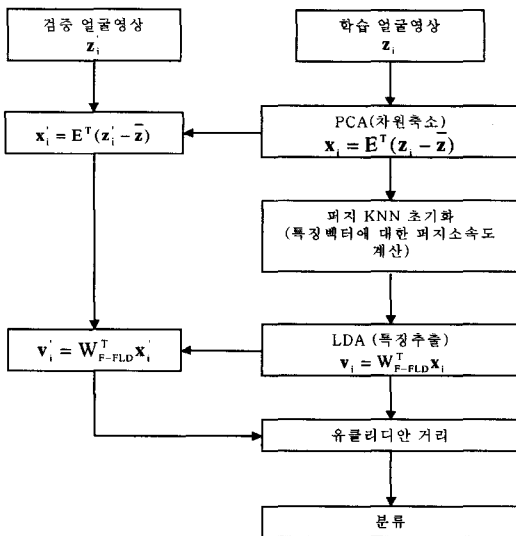 검증 얼굴영상
z'ᵢ
학습 얼굴영상
zᵢ
x'ᵢ = Eᵀ(z'ᵢ - z̄)
PCA(차원축소)
xᵢ = Eᵀ(zᵢ - z̄)
퍼지 KNN 초기화
(특징벡터에 대한 퍼지소속도
계산)
v'ᵢ = Wᵀ_F-FLD x'ᵢ
LDA (특징추출)
vᵢ = Wᵀ_F-FLD xᵢ
유클리디안 거리
분류